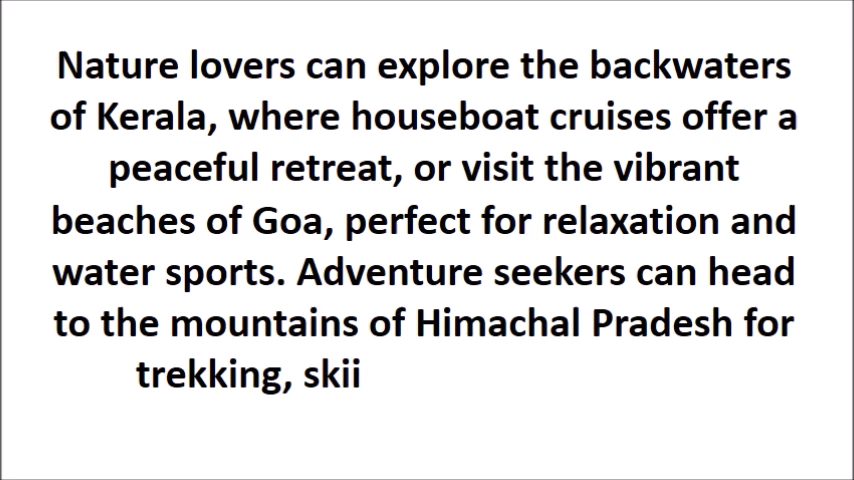 Nature lovers can explore the backwaters
of Kerala, where houseboat cruises offer a
peaceful retreat, or visit the vibrant
beaches of Goa, perfect for relaxation and
water sports. Adventure seekers can head
to the mountains of Himachal Pradesh for
trekking, skii